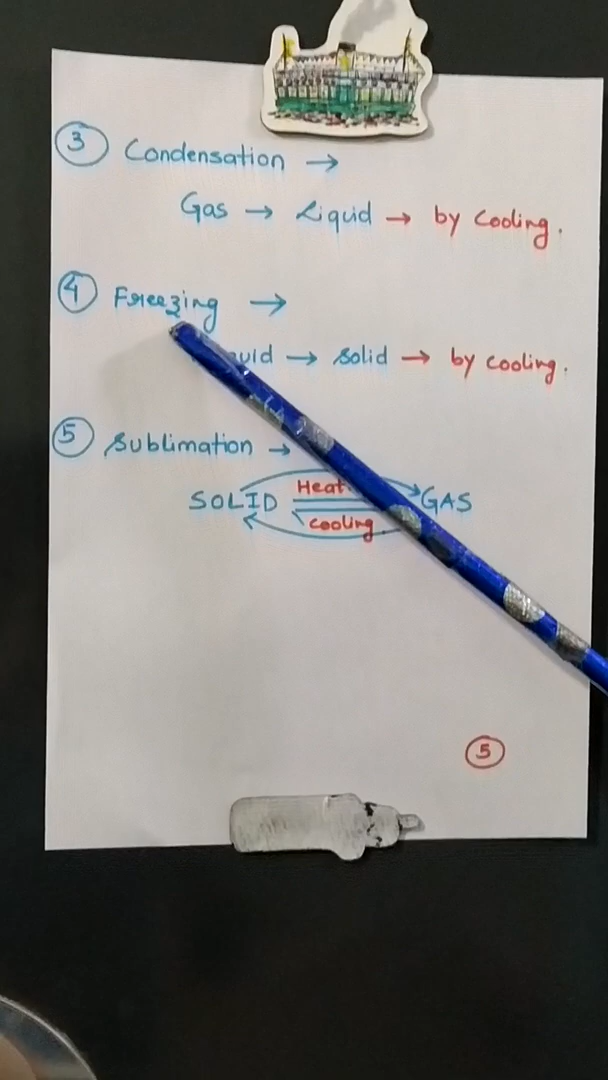 ③ Condensation →
Gas → Liquid → by cooling.
④ Freezing →
→ solid → by cooling.
⑤ Sublimation →
SOLID Heat GAS
cooling
⑤